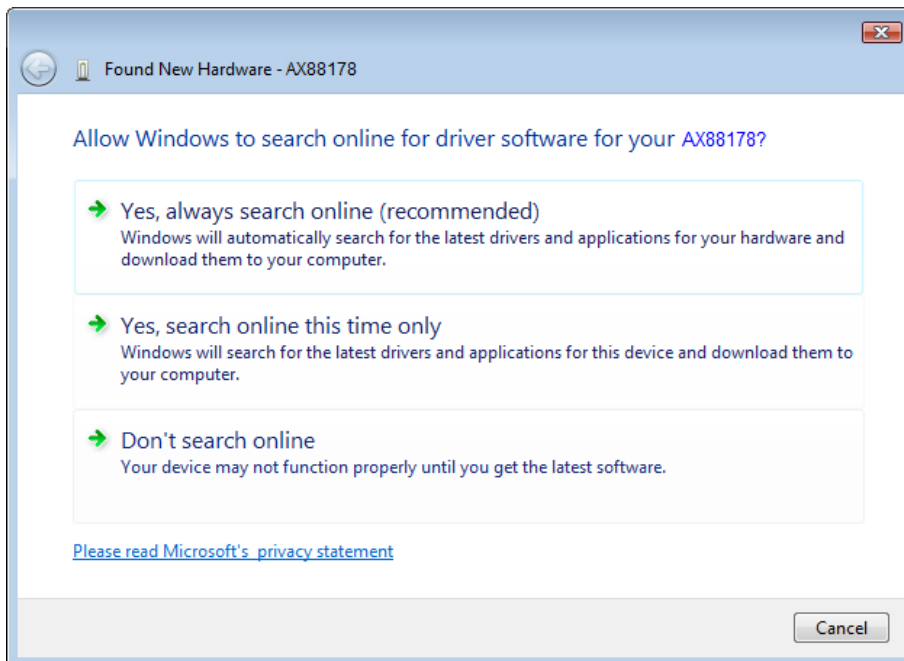 Found New Hardware - AX88178
Allow Windows to search online for driver software for your AX88178?
Yes, always search online (recommended)
Windows will automatically search for the latest drivers and applications for your hardware and
download them to your computer.
Yes, search online this time only
Windows will search for the latest drivers and applications for this device and download them to
your computer.
Don't search online
Your device may not function properly until you get the latest software.
Please read Microsoft's privacy statement
Cancel